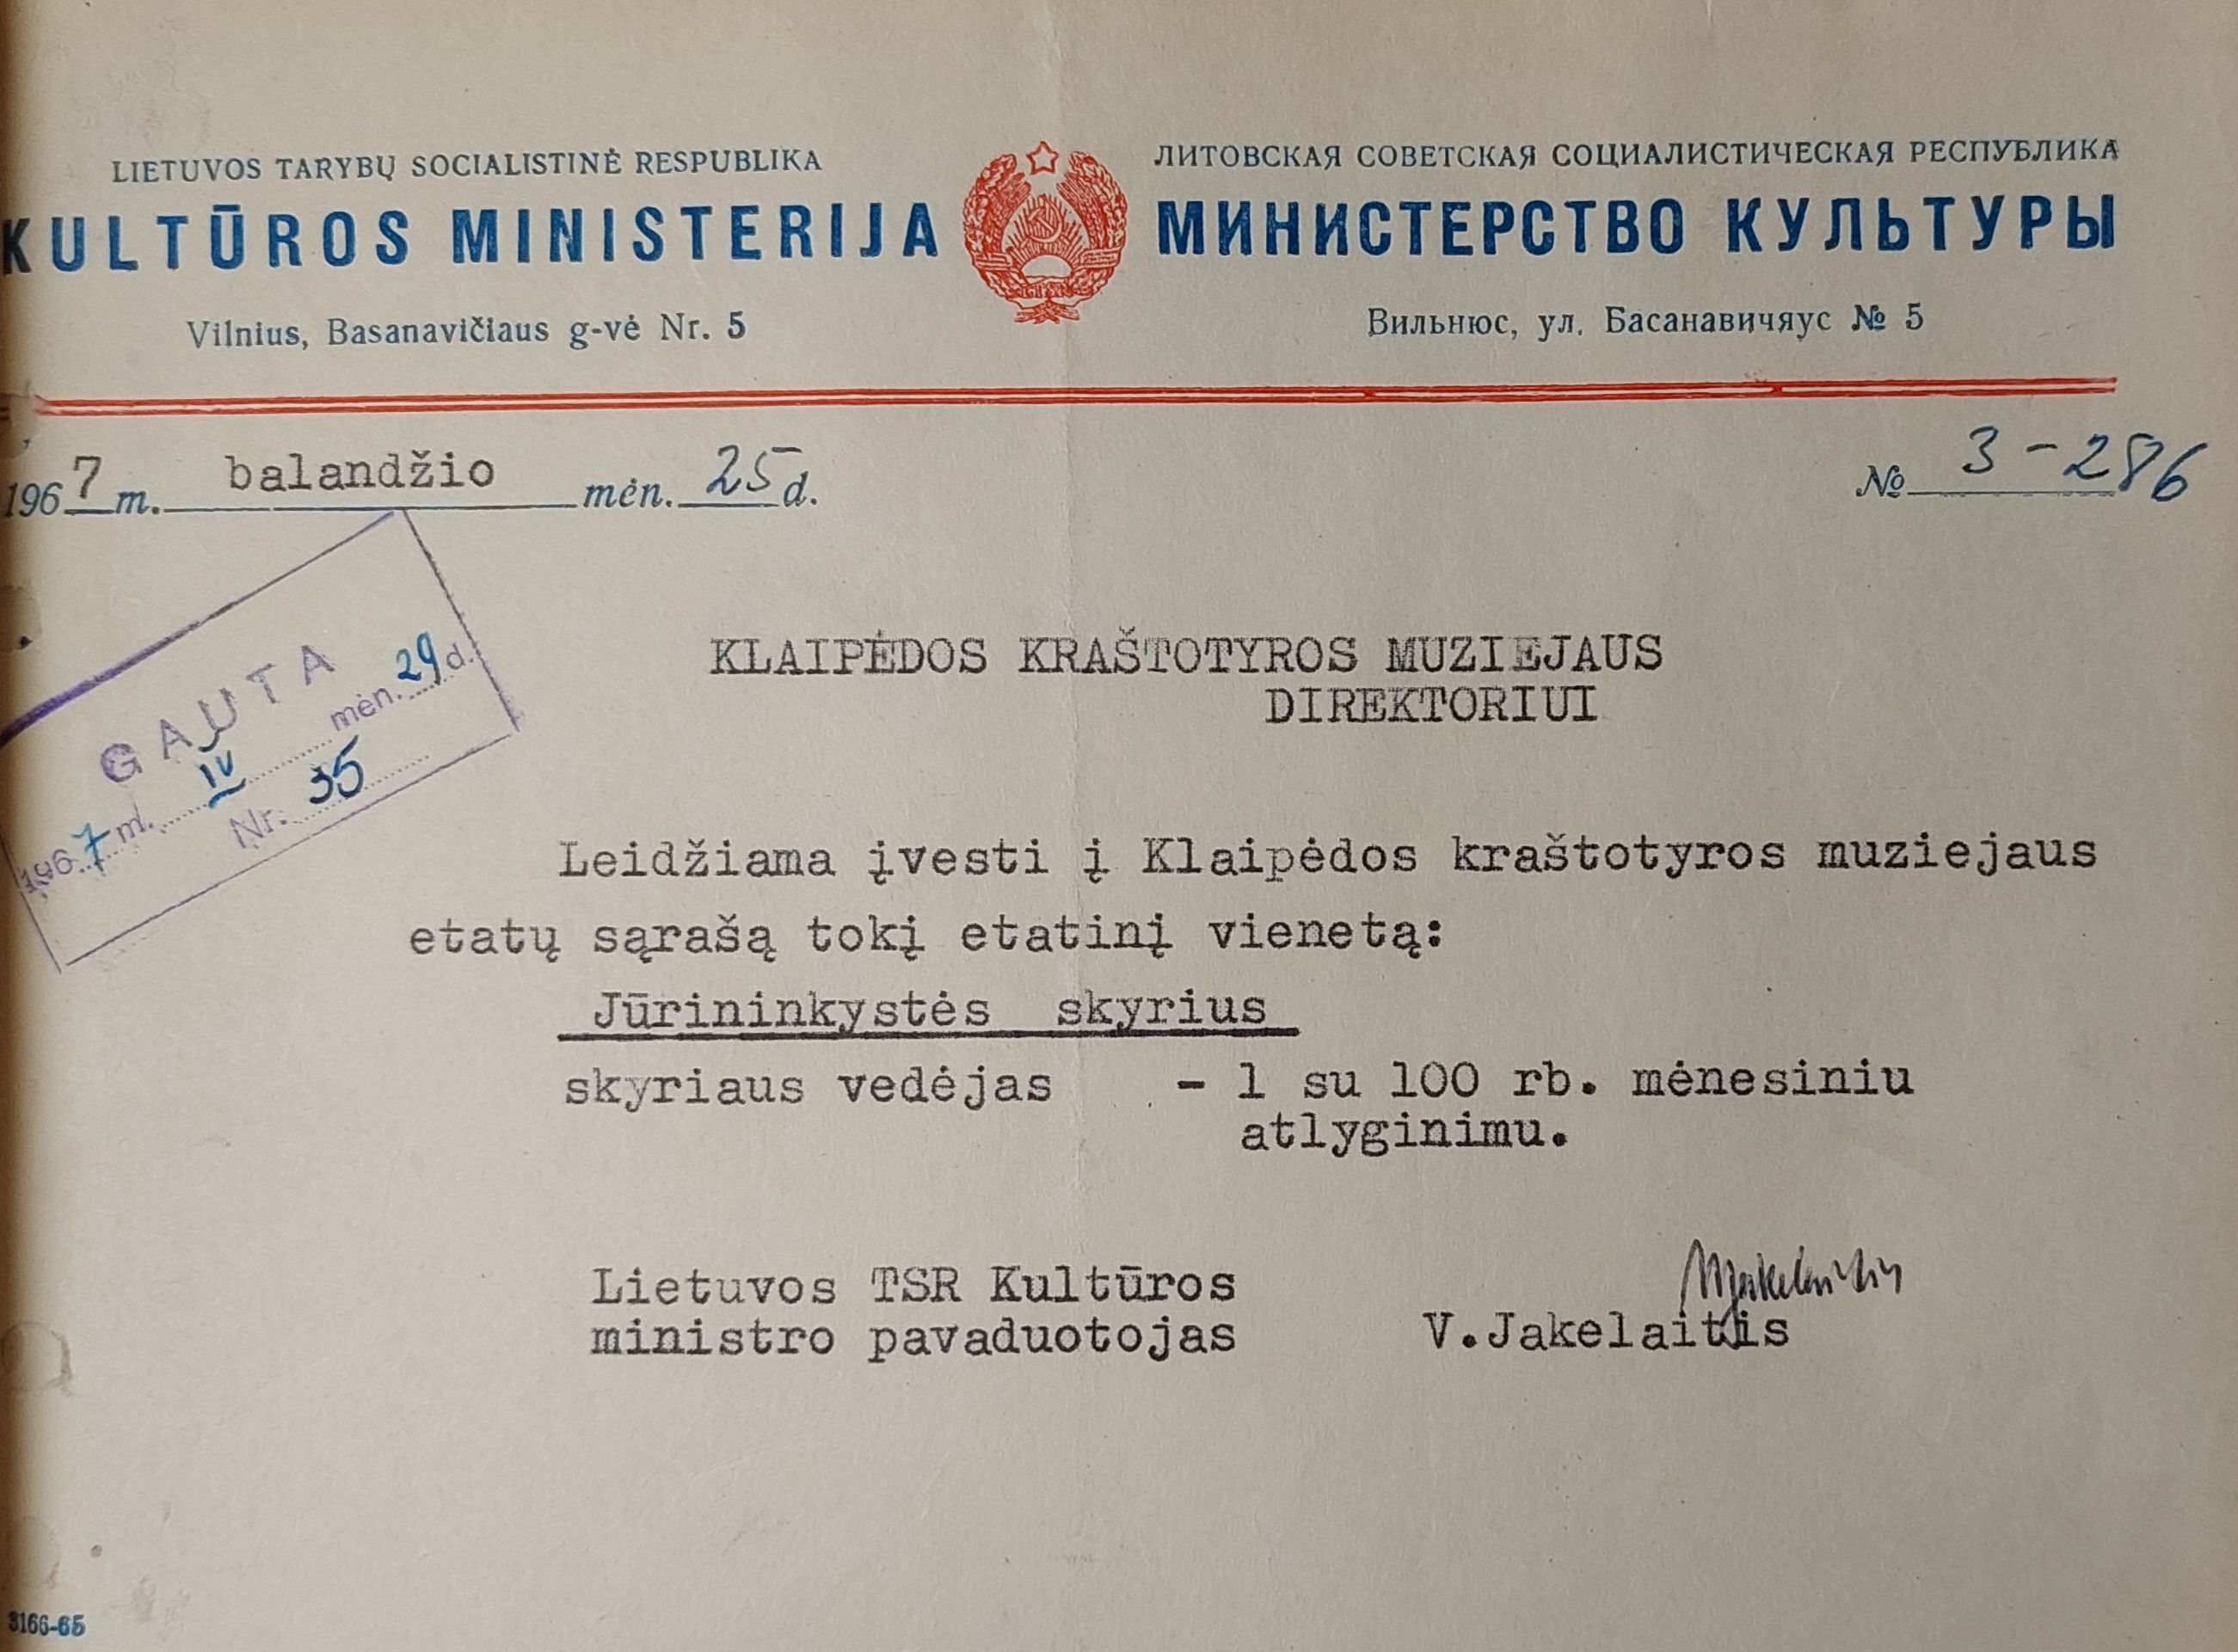 LIETUVOS TARYBŲ SOCIALISTINĖ RESPUBLIKA
KULTŪROS MINISTERIJA
Vilnius, Basanavičiaus g-vė Nr. 5
ЛИТОВСКАЯ СОВЕТСКАЯ СОЦИАЛИСТИЧЕСКАЯ РЕСПУБЛИКА
МИНИСТЕРСТВО КУЛЬТУРЫ
Вильнюс, ул. Басанавичяус № 5
1967 m. balandžio mėn. 25 d.
№ 3-286
GAUTA
1967 m. IV mėn. 29 d.
Nr. 35
KLAIPĖDOS KRAŠTOTYROS MUZIEJAUS
DIREKTORIUI
Leidžiama įvesti į Klaipėdos kraštotyros muziejaus
etatų sąrašą tokį etatinį vienetą:
Jūrininkystės skyrius
skyriaus vedėjas - 1 su 100 rb. mėnesiniu
atlyginimu.
Lietuvos TSR Kultūros
ministro pavaduotojas V.Jakelaitis
3166-65